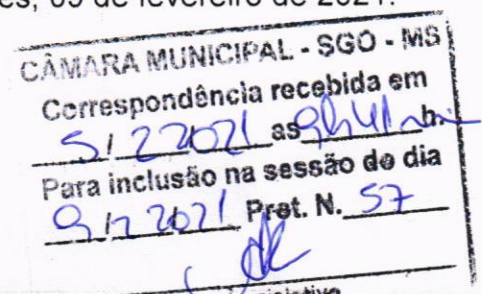 es, 05 de fevereiro de 2021.
CÂMARA MUNICIPAL - SGO - MS
Correspondência recebida em
5/2 2021 as 9h41 h.
Para inclusão na sessão do dia
9/2 2021 Prot. N. 57